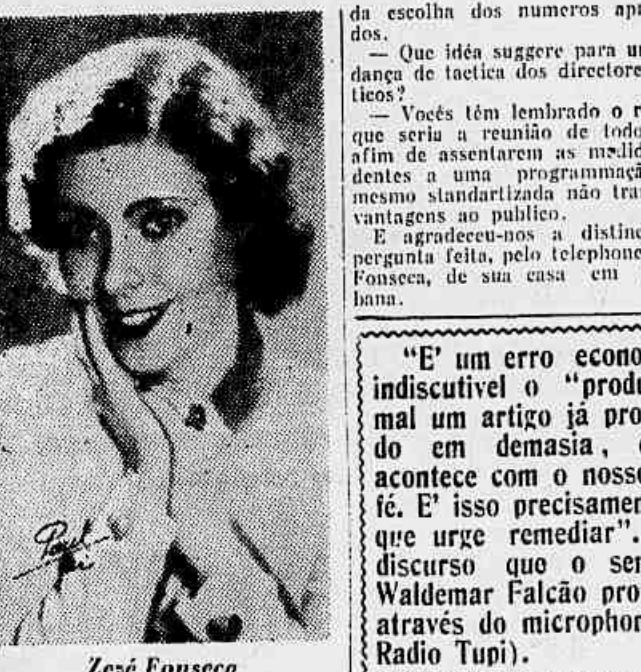 da escolha dos numeros apr
dos.
— Que idéa suggere para u
dança de tactica dos directore
ticos?
— Vocês têm lembrado o r
que seria a reunião de todo
afim de assentarem as medid
dentes a uma programmaçã
mesmo standartizada não tra
vantagens ao publico.
E agradeceu-nos a distinc
pergunta feita, pelo telephone
Fonseca, de sua casa em
bana.
"E' um erro econo
indiscutivel o "produ
mal um artigo já pro
do em demasia,
acontece com o nosso
fé. E' isso precisamen
que urge remediar".
discurso que o sen
Waldemar Falcão pro
através do microphon
Radio Tupi).
Paul
Zezé Fonseca